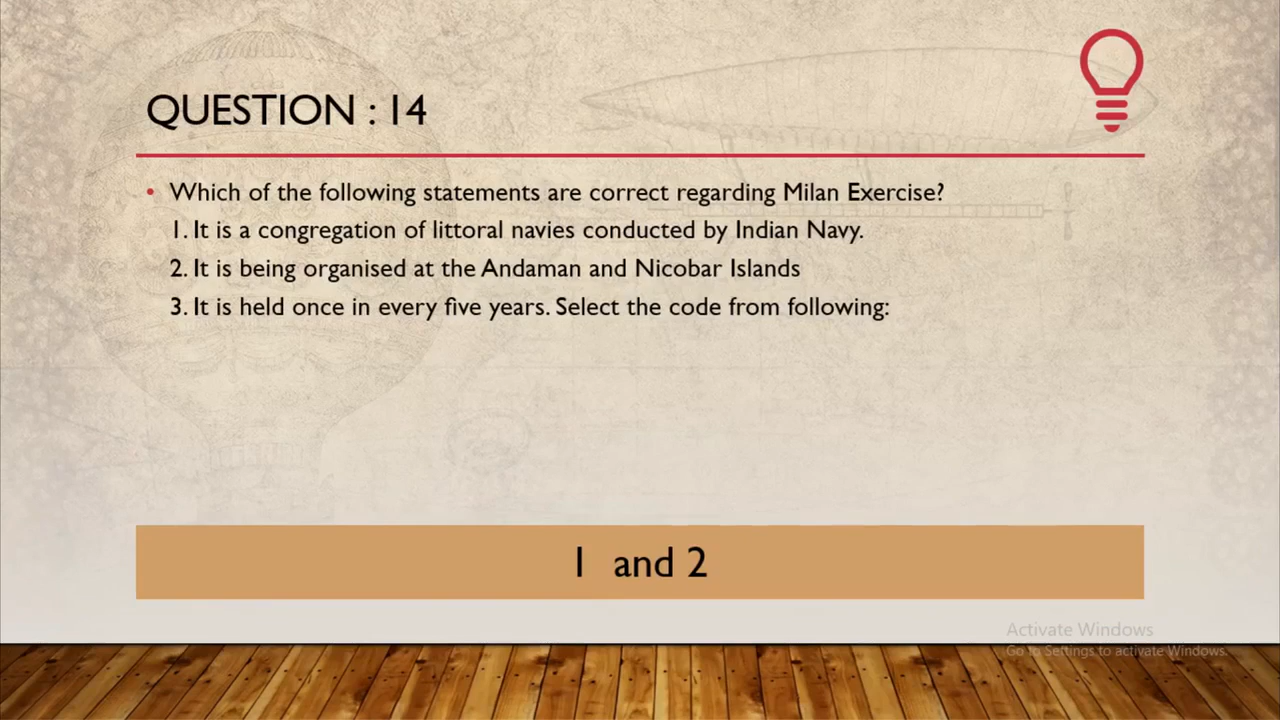 QUESTION : 14
• Which of the following statements are correct regarding Milan Exercise?
1. It is a congregation of littoral navies conducted by Indian Navy.
2. It is being organised at the Andaman and Nicobar Islands
3. It is held once in every five years. Select the code from following:
1 and 2
Activate Windows
Go to Settings to activate Windows.